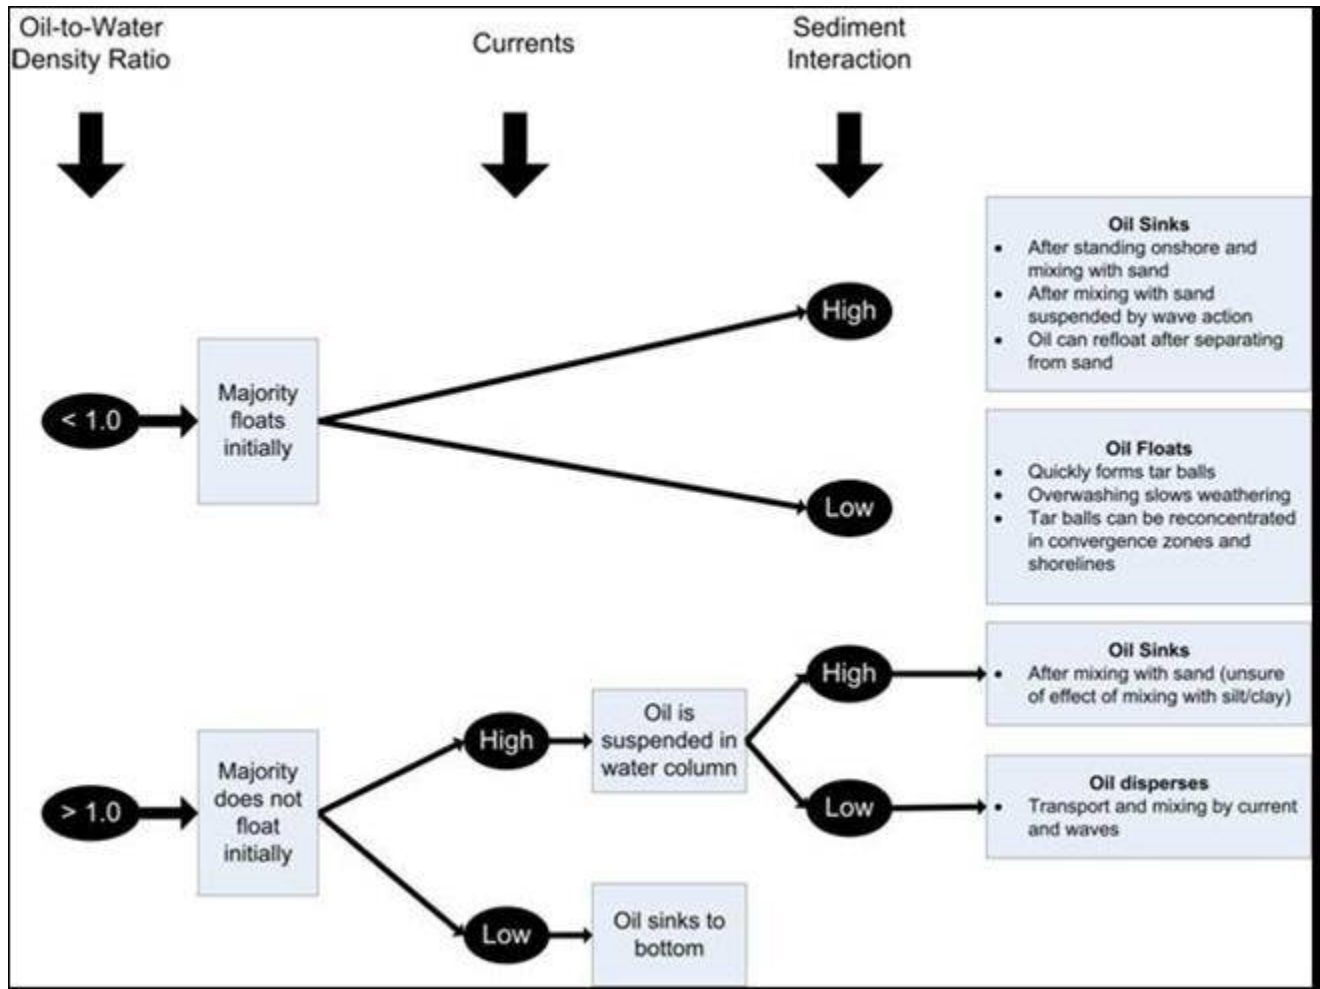 Oil-to-Water
Density Ratio
Currents
Sediment
Interaction
Oil Sinks
• After standing onshore and
mixing with sand
• After mixing with sand
suspended by wave action
• Oil can refloat after separating
from sand
High
Majority
floats
initially
< 1.0
Oil Floats
• Quickly forms tar balls
• Overwashing slows weathering
• Tar balls can be reconcentrated
in convergence zones and
shorelines
Low
Oil Sinks
• After mixing with sand (unsure
of effect of mixing with silt/clay)
High
Oil is
suspended in
water column
High
Majority
does not
float
initially
> 1.0
Low
Oil disperses
• Transport and mixing by current
and waves
Low
Oil sinks to
bottom